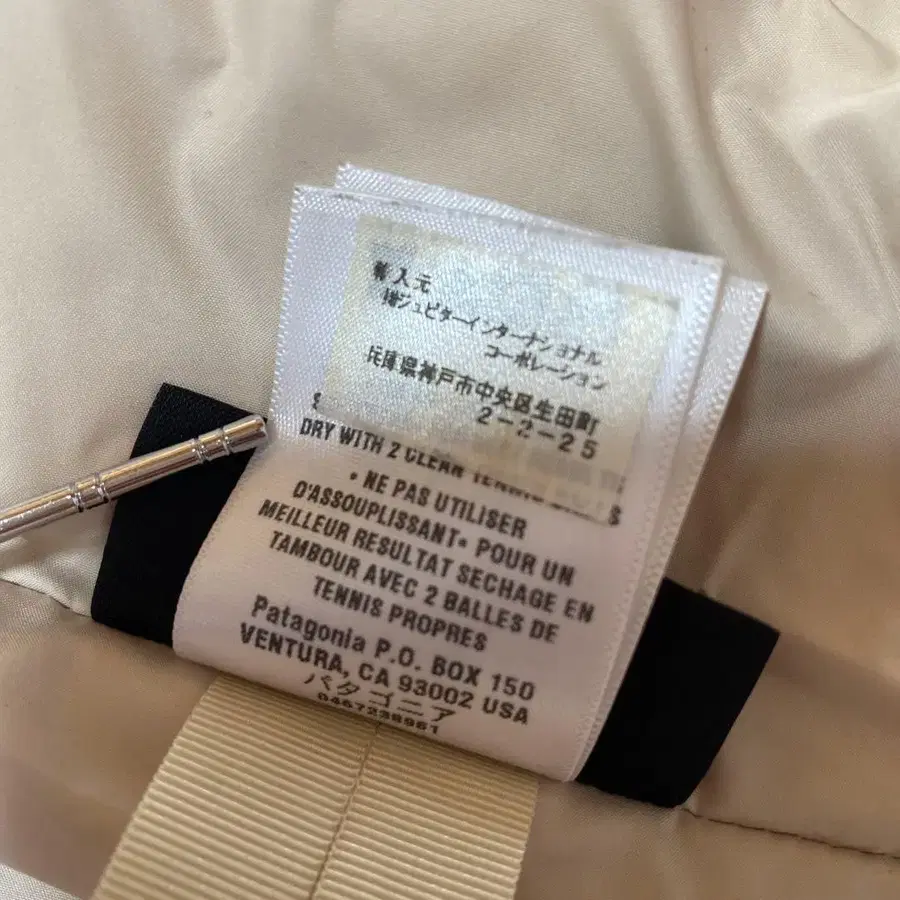 輸入元
㈱ジュピターインターナショナル
コーポレーション
兵庫県神戸市中央区生田町
2-2-25
DRY WITH 2 CLEAN TENNIS
• NE PAS UTILISER
D'ASSOUPLISSANT• POUR UN
MEILLEUR RESULTAT SECHAGE EN
TAMBOUR AVEC 2 BALLES DE
TENNIS PROPRES
Patagonia P.O. BOX 150
VENTURA, CA 93002 USA
パタゴニア
0467238961